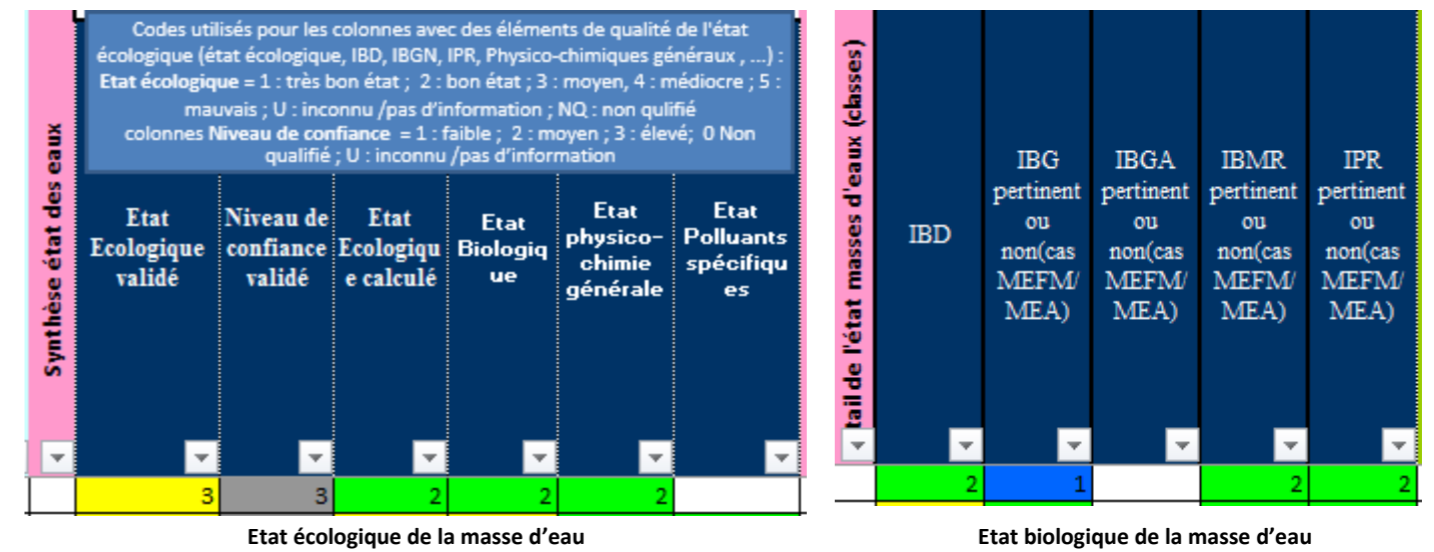 Codes utilisés pour les colonnes avec des éléments de qualité de l'état
écologique (état écologique, IBD, IBGN, IPR, Physico-chimiques généraux , ...) :
Etat écologique = 1 : très bon état ; 2 : bon état ; 3 : moyen, 4 : médiocre ; 5 :
mauvais ; U : inconnu /pas d'information ; NQ : non qulifié
colonnes Niveau de confiance = 1 : faible ; 2 : moyen ; 3 : élevé; 0 Non
qualifié ; U : inconnu /pas d'information
Synthèse état des eaux
Etat
Ecologique
validé
Niveau de
confiance
validé
Etat
Ecologiqu
e calculé
Etat
Biologiq
ue
Etat
physico-
chimie
générale
Etat
Polluants
spécifiqu
es
3
3
2
2
2
Etat écologique de la masse d'eau
tail de l'état masses d'eaux (classes)
IBD
IBG
pertinent
ou
non(cas
MEFM/
MEA)
IBGA
pertinent
ou
non(cas
MEFM/
MEA)
IBMR
pertinent
ou
non(cas
MEFM/
MEA)
IPR
pertinent
ou
non(cas
MEFM/
MEA)
2
1
2
2
Etat biologique de la masse d'eau